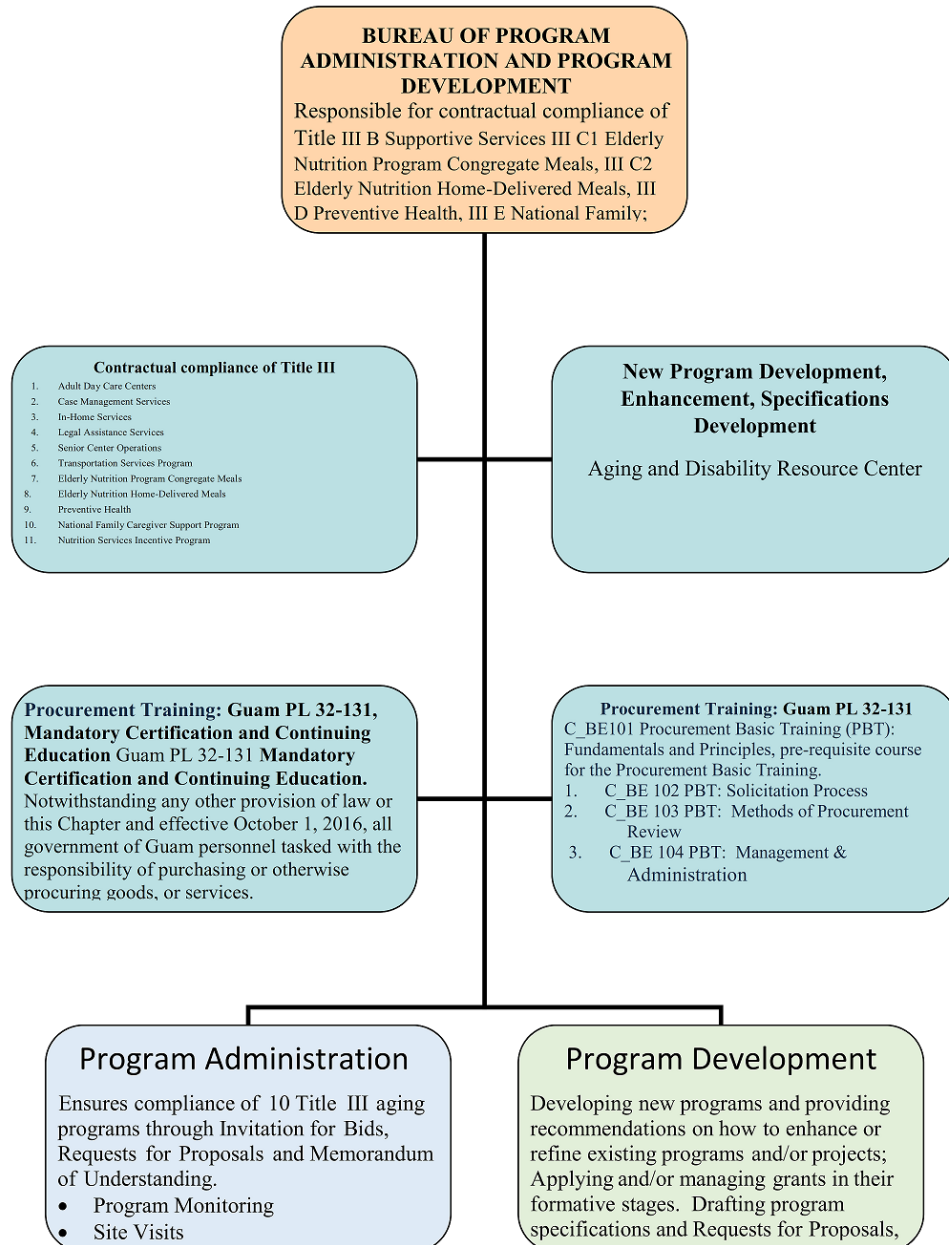 BUREAU OF PROGRAM
ADMINISTRATION AND PROGRAM
DEVELOPMENT
Responsible for contractual compliance of
Title III B Supportive Services III C1 Elderly
Nutrition Program Congregate Meals, III C2
Elderly Nutrition Home-Delivered Meals, III
D Preventive Health, III E National Family;
Contractual compliance of Title III
1. Adult Day Care Centers
2. Case Management Services
3. In-Home Services
4. Legal Assistance Services
5. Senior Center Operations
6. Transportation Services Program
7. Elderly Nutrition Program Congregate Meals
8. Elderly Nutrition Home-Delivered Meals
9. Preventive Health
10. National Family Caregiver Support Program
11. Nutrition Services Incentive Program
New Program Development,
Enhancement, Specifications
Development
Aging and Disability Resource Center
Procurement Training: Guam PL 32-131,
Mandatory Certification and Continuing
Education Guam PL 32-131 Mandatory
Certification and Continuing Education.
Notwithstanding any other provision of law or
this Chapter and effective October 1, 2016, all
government of Guam personnel tasked with the
responsibility of purchasing or otherwise
procuring goods, or services.
Procurement Training: Guam PL 32-131
C_BE101 Procurement Basic Training (PBT):
Fundamentals and Principles, pre-requisite course
for the Procurement Basic Training.
1. C_BE 102 PBT: Solicitation Process
2. C_BE 103 PBT: Methods of Procurement
Review
3. C_BE 104 PBT: Management &
Administration
Program Administration
Ensures compliance of 10 Title III aging
programs through Invitation for Bids,
Requests for Proposals and Memorandum
of Understanding.
• Program Monitoring
• Site Visits
Program Development
Developing new programs and providing
recommendations on how to enhance or
refine existing programs and/or projects;
Applying and/or managing grants in their
formative stages. Drafting program
specifications and Requests for Proposals,